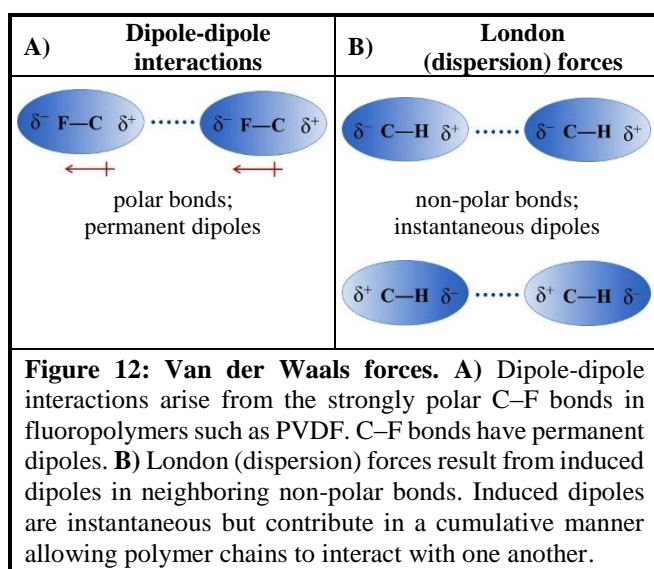 A) Dipole-dipole interactions
B) London (dispersion) forces
δ⁻ F—C δ⁺ ...... δ⁻ F—C δ⁺
polar bonds;
permanent dipoles
δ⁻ C—H δ⁺ ...... δ⁻ C—H δ⁺
non-polar bonds;
instantaneous dipoles
δ⁺ C—H δ⁻ ...... δ⁺ C—H δ⁻
Figure 12: Van der Waals forces. A) Dipole-dipole
interactions arise from the strongly polar C–F bonds in
fluoropolymers such as PVDF. C–F bonds have permanent
dipoles. B) London (dispersion) forces result from induced
dipoles in neighboring non-polar bonds. Induced dipoles
are instantaneous but contribute in a cumulative manner
allowing polymer chains to interact with one another.